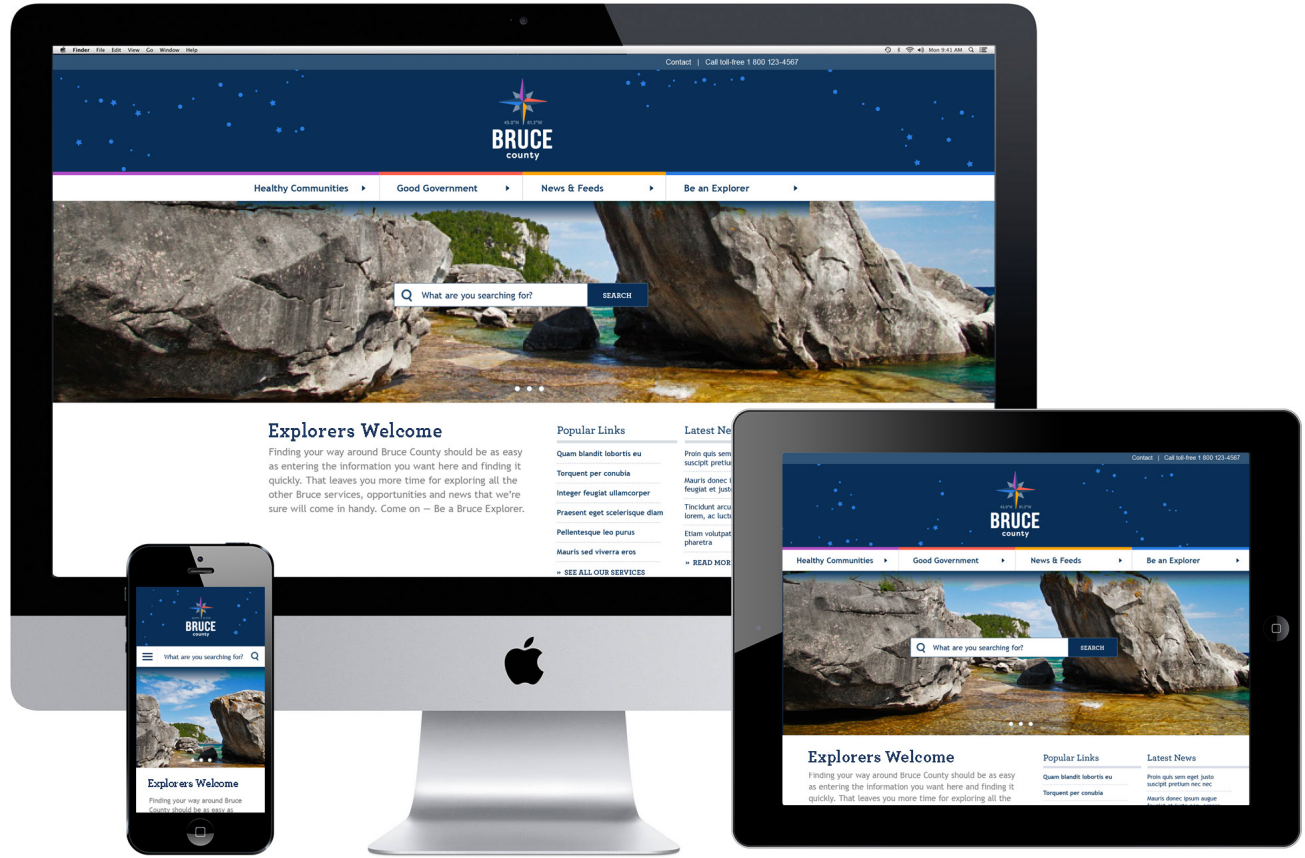 Finder File Edit View Go Window Help
Mon 9:41 AM
Contact | Call toll-free 1 800 123-4567
45.0°N 81.3°W
BRUCE
county
Healthy Communities
Good Government
News & Feeds
Be an Explorer
What are you searching for?
SEARCH
Explorers Welcome
Finding your way around Bruce County should be as easy
as entering the information you want here and finding it
quickly. That leaves you more time for exploring all the
other Bruce services, opportunities and news that we're
sure will come in handy. Come on — Be a Bruce Explorer.
Popular Links
Quam blandit lobortis eu
Torquent per conubia
Integer feugiat ullamcorper
Praesent eget scelerisque diam
Pellentesque leo purus
Mauris sed viverra eros
» SEE ALL OUR SERVICES
Latest Ne
Proin quis sem
suscipit pretiu
Mauris donec i
feugiat et just
Tincidunt arcu
lorem, ac luct
Etiam volutpat
pharetra
» READ MOR
BRUCE
county
What are you searching for?
Explorers Welcome
Finding your way around Bruce
County should be as easy as
Contact | Call toll-free 1 800 123-4567
BRUCE
county
Healthy Communities
Good Government
News & Feeds
Be an Explorer
What are you searching for?
SEARCH
Explorers Welcome
Finding your way around Bruce County should be as easy
as entering the information you want here and finding it
quickly. That leaves you more time for exploring all the
Popular Links
Quam blandit lobortis eu
Torquent per conubia
Latest News
Proin quis sem eget justo
suscipit pretium nec nec
Mauris donec ipsum augue